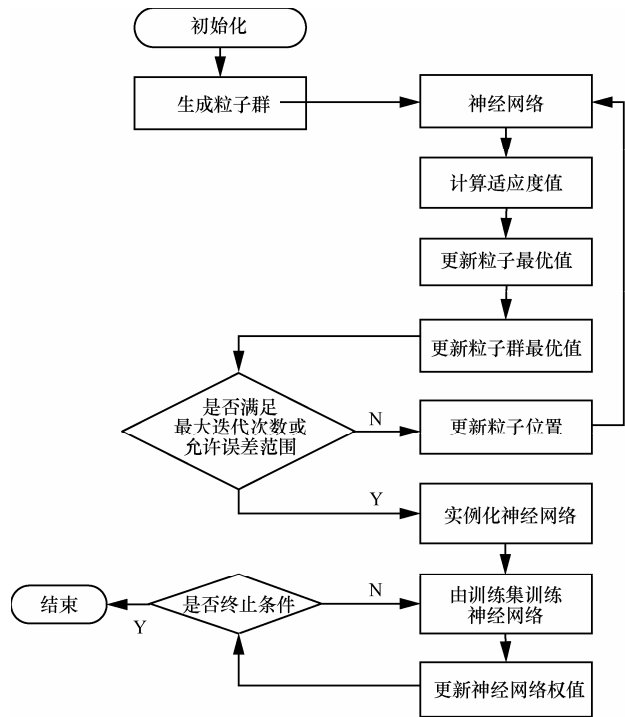 初始化
生成粒子群
神经网络
计算适应度值
更新粒子最优值
更新粒子群最优值
是否满足
最大迭代次数或
允许误差范围
N
更新粒子位置
Y
实例化神经网络
结束
Y
是否终止条件
N
由训练集训练
神经网络
更新神经网络权值